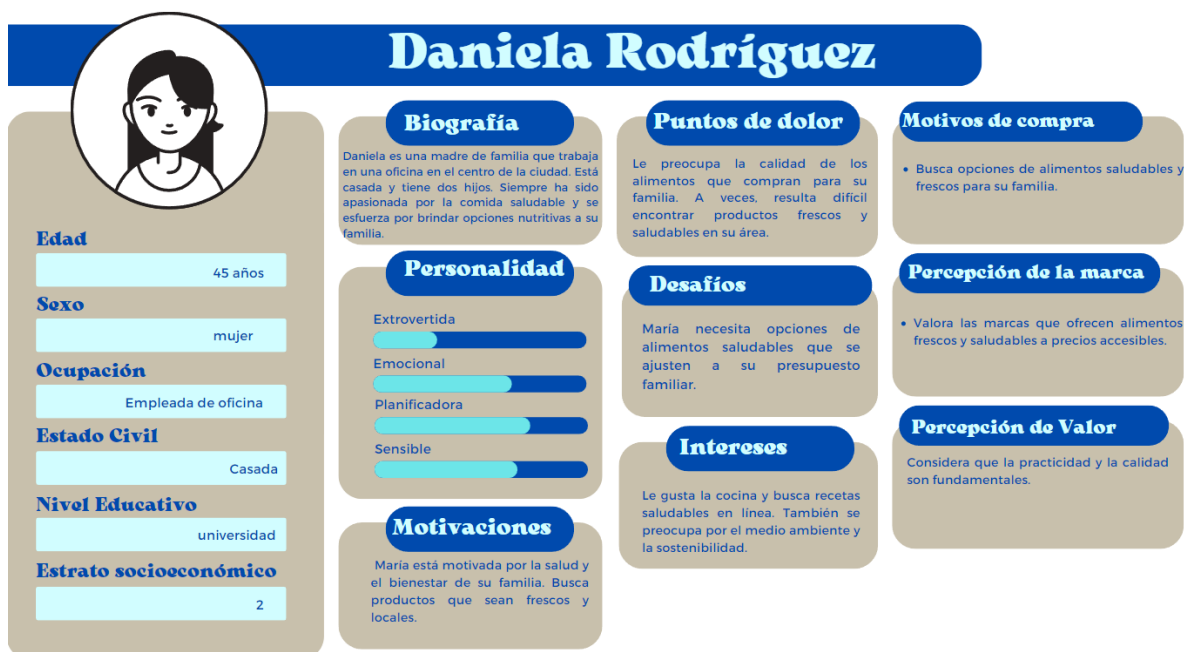 Daniela Rodríguez
Edad
45 años
Sexo
mujer
Ocupación
Empleada de oficina
Estado Civil
Casada
Nivel Educativo
universidad
Estrato socioeconómico
2
Biografía
Daniela es una madre de familia que trabaja
en una oficina en el centro de la ciudad. Está
casada y tiene dos hijos. Siempre ha sido
apasionada por la comida saludable y se
esfuerza por brindar opciones nutritivas a su
familia.
Personalidad
Extrovertida
Emocional
Planificadora
Sensible
Motivaciones
María está motivada por la salud y
el bienestar de su familia. Busca
productos que sean frescos y
locales.
Puntos de dolor
Le preocupa la calidad de los
alimentos que compran para su
familia. A veces, resulta difícil
encontrar productos frescos y
saludables en su área.
Desafíos
María necesita opciones de
alimentos saludables que se
ajusten a su presupuesto
familiar.
Intereses
Le gusta la cocina y busca recetas
saludables en línea. También se
preocupa por el medio ambiente y
la sostenibilidad.
Motivos de compra
• Busca opciones de alimentos saludables y
frescos para su familia.
Percepción de la marca
• Valora las marcas que ofrecen alimentos
frescos y saludables a precios accesibles.
Percepción de Valor
Considera que la practicidad y la calidad
son fundamentales.